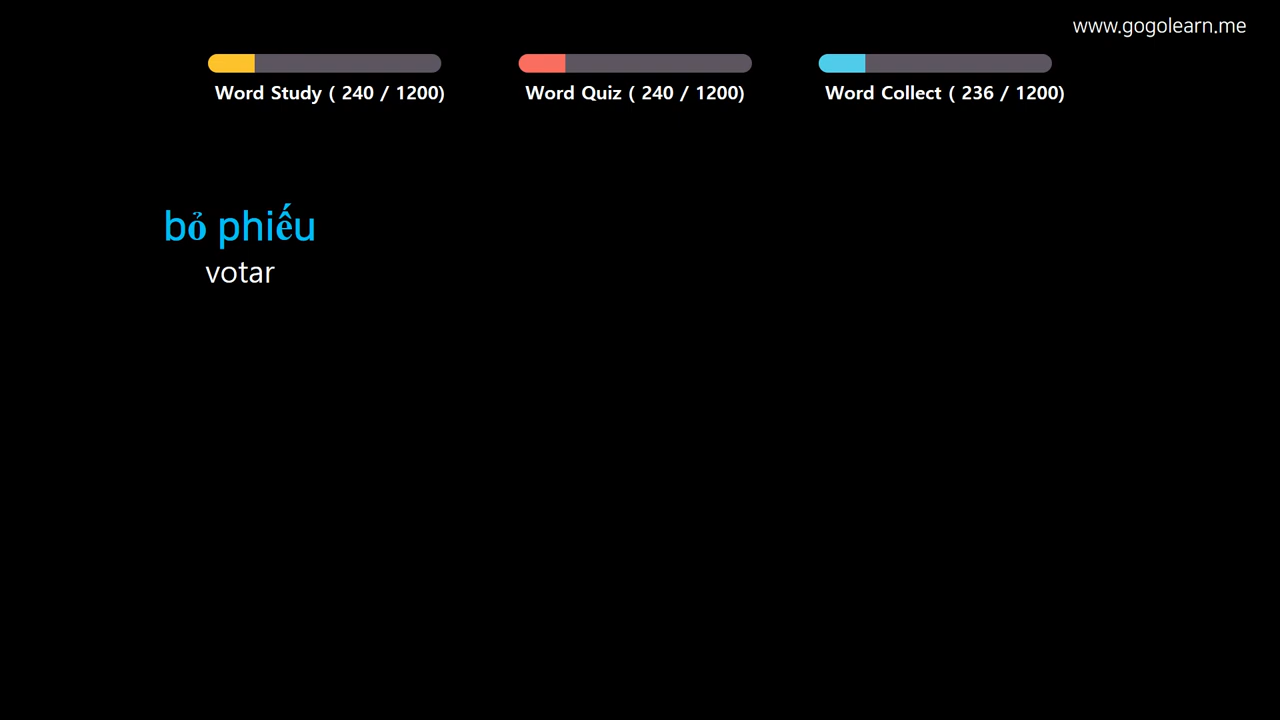 www.gogolearn.me
Word Study ( 240 / 1200)
Word Quiz ( 240 / 1200)
Word Collect ( 236 / 1200)
bỏ phiếu
votar